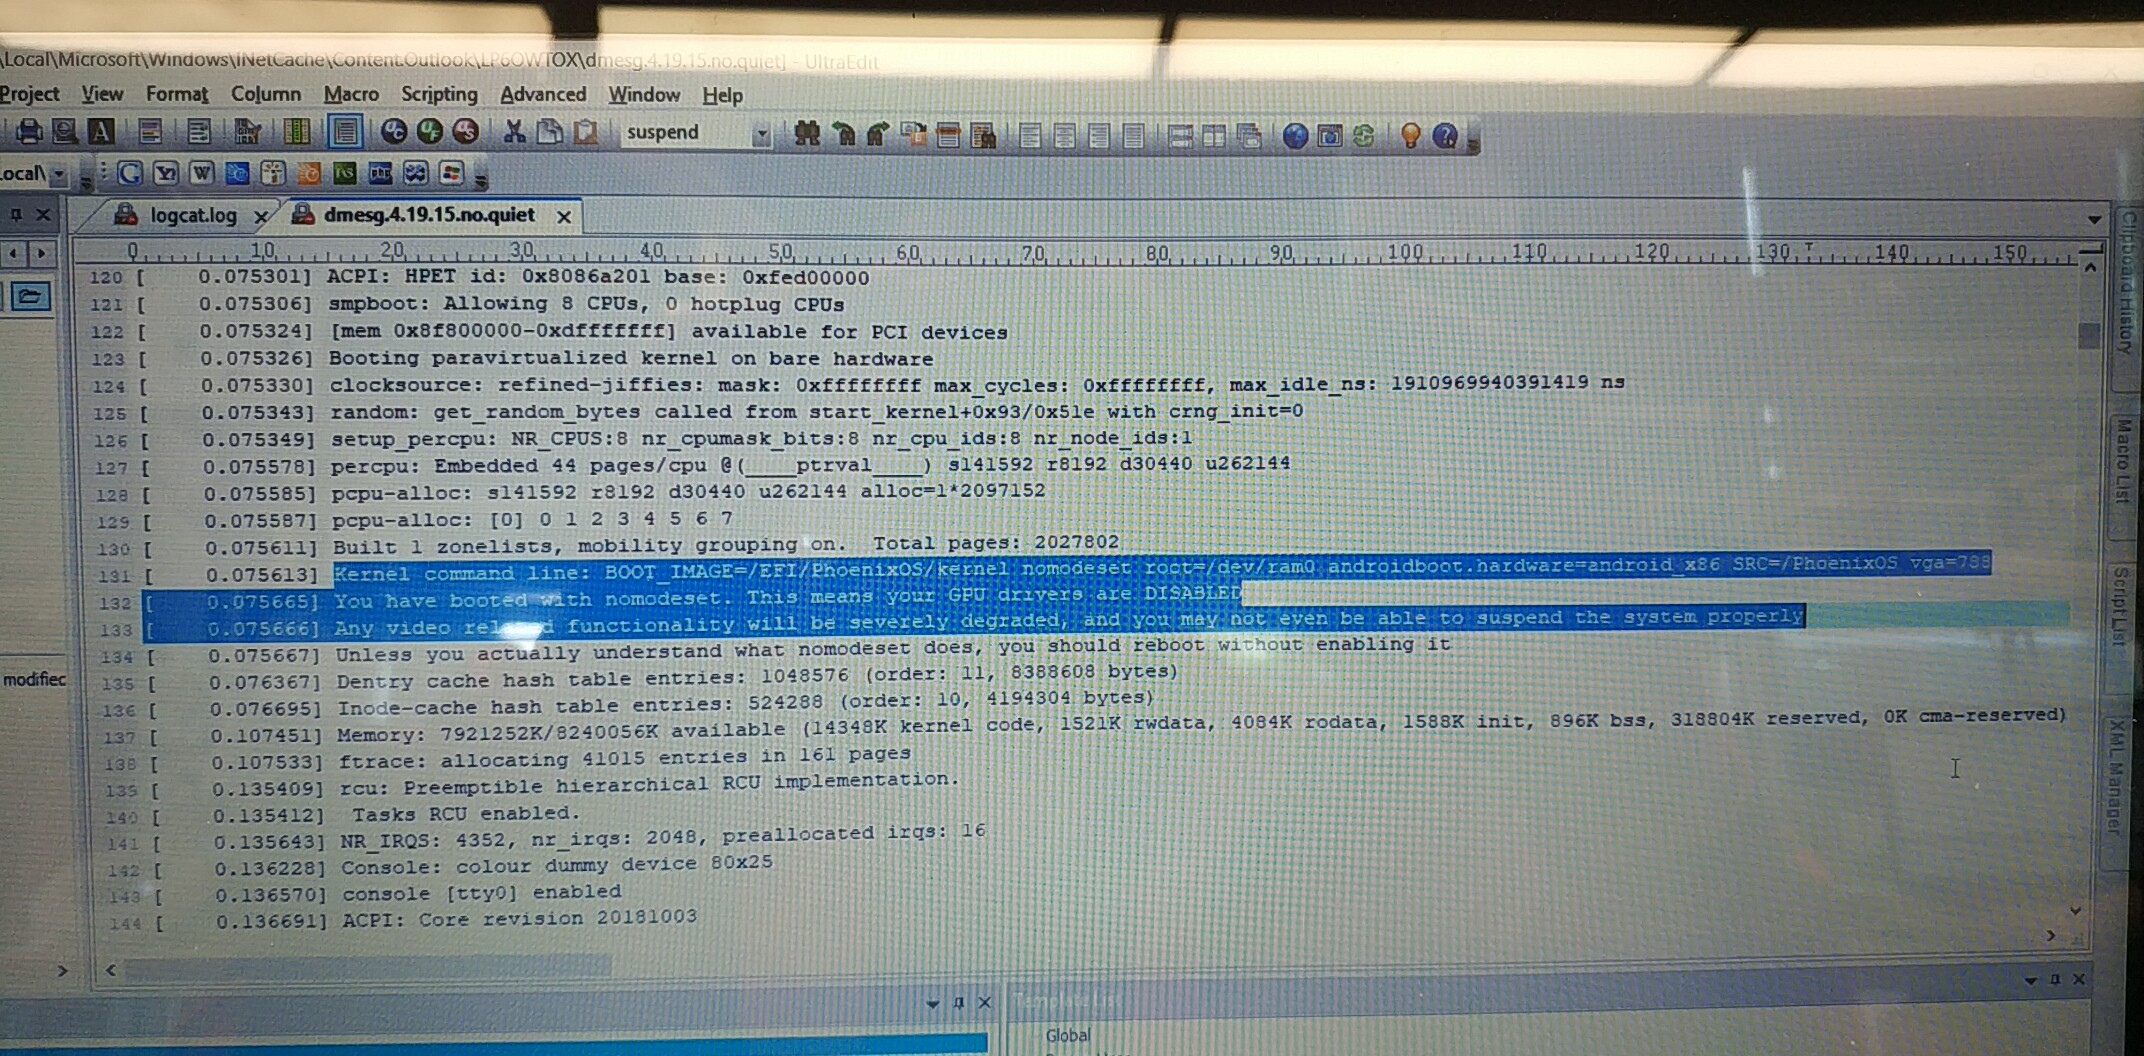 \Local\Microsoft\Windows\INetCache\Content.Outlook\LP6OWTOX\dmesg.4.19.15.no.quiet] - UltraEdit
Project View Format Column Macro Scripting Advanced Window Help
suspend
ocal\
logcat.log dmesg.4.19.15.no.quiet
0 10 20 30 40 50 60 70 80 90 100 110 120 130 140 150
120 [ 0.075301] ACPI: HPET id: 0x8086a201 base: 0xfed00000
121 [ 0.075306] smpboot: Allowing 8 CPUs, 0 hotplug CPUs
122 [ 0.075324] [mem 0x8f800000-0xdfffffff] available for PCI devices
123 [ 0.075326] Booting paravirtualized kernel on bare hardware
124 [ 0.075330] clocksource: refined-jiffies: mask: 0xffffffff max_cycles: 0xffffffff, max_idle_ns: 1910969940391419 ns
125 [ 0.075343] random: get_random_bytes called from start_kernel+0x93/0x51e with crng_init=0
126 [ 0.075349] setup_percpu: NR_CPUS:8 nr_cpumask_bits:8 nr_cpu_ids:8 nr_node_ids:1
127 [ 0.075578] percpu: Embedded 44 pages/cpu @(____ptrval____) s141592 r8192 d30440 u262144
128 [ 0.075585] pcpu-alloc: s141592 r8192 d30440 u262144 alloc=1*2097152
129 [ 0.075587] pcpu-alloc: [0] 0 1 2 3 4 5 6 7
130 [ 0.075611] Built 1 zonelists, mobility grouping on.  Total pages: 2027802
131 [ 0.075613] Kernel command line: BOOT_IMAGE=/EFI/PhoenixOS/kernel nomodeset root=/dev/ram0 androidboot.hardware=android_x86 SRC=/PhoenixOS vga=788
132 [ 0.075665] You have booted with nomodeset. This means your GPU drivers are DISABLED
133 [ 0.075666] Any video related functionality will be severely degraded, and you may not even be able to suspend the system properly
134 [ 0.075667] Unless you actually understand what nomodeset does, you should reboot without enabling it
135 [ 0.076367] Dentry cache hash table entries: 1048576 (order: 11, 8388608 bytes)
136 [ 0.076695] Inode-cache hash table entries: 524288 (order: 10, 4194304 bytes)
137 [ 0.107451] Memory: 7921252K/8240056K available (14348K kernel code, 1521K rwdata, 4084K rodata, 1588K init, 896K bss, 318804K reserved, 0K cma-reserved)
138 [ 0.107533] ftrace: allocating 41015 entries in 161 pages
139 [ 0.135409] rcu: Preemptible hierarchical RCU implementation.
140 [ 0.135412]  Tasks RCU enabled.
141 [ 0.135643] NR_IRQS: 4352, nr_irqs: 2048, preallocated irqs: 16
142 [ 0.136228] Console: colour dummy device 80x25
143 [ 0.136570] console [tty0] enabled
144 [ 0.136691] ACPI: Core revision 20181003
modified
Clipboard History
Macro List
Script List
XML Manager
Template List
Global